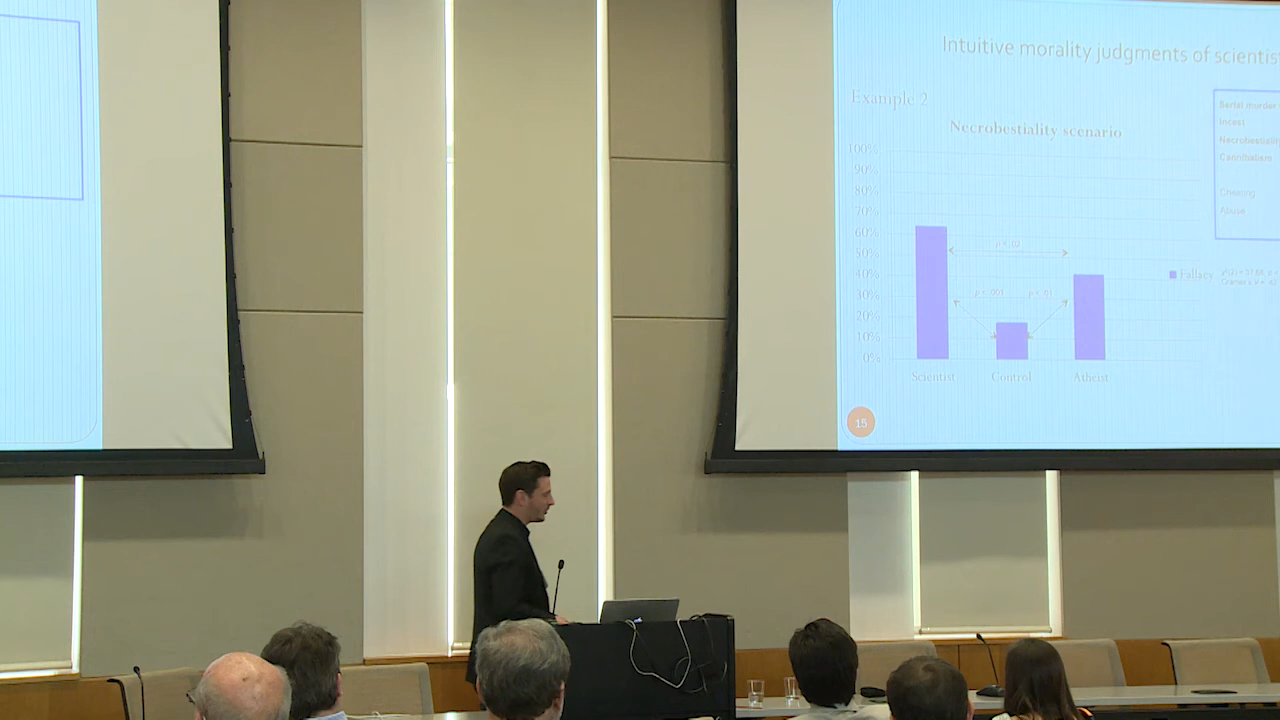 Intuitive morality judgments of scientis
Example 2
Necrobestiality scenario
100%
90%
80%
70%
60%
50%
40%
30%
20%
10%
0%
p < .001
Scientist Control Atheist
Fallacy
Serial murder
Incest
Necrobestiality
Cannibalism
Cheating
Abuse
15